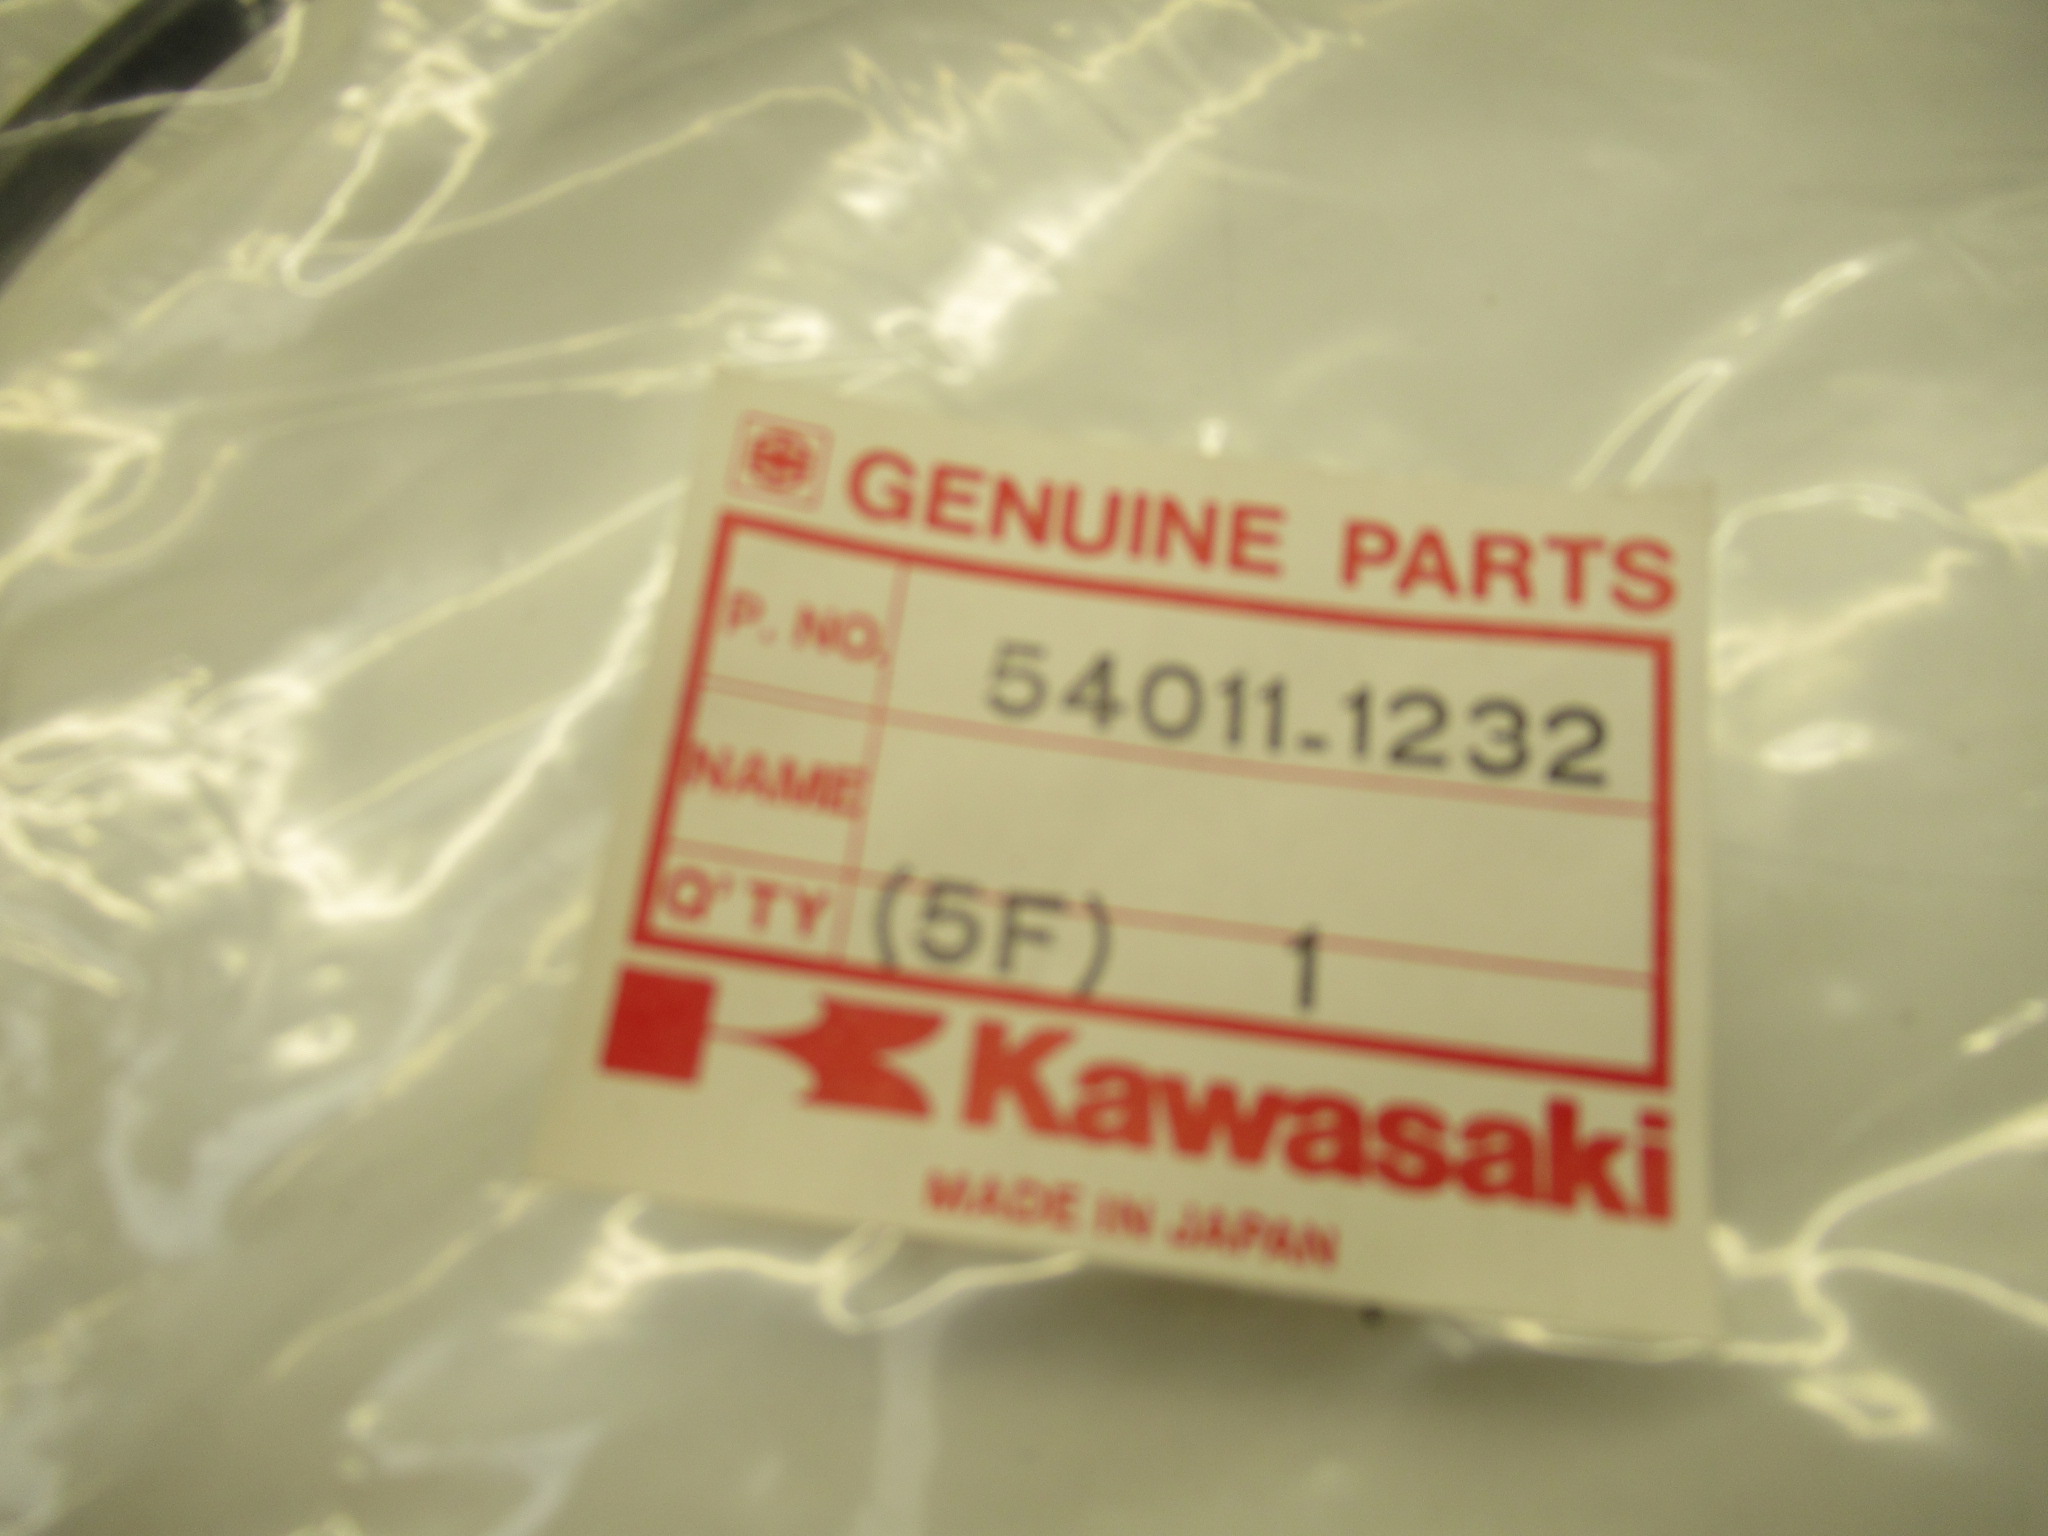 GENUINE PARTS
P. NO. 54011-1232
NAME
Q'TY (5F) 1
Kawasaki
MADE IN JAPAN